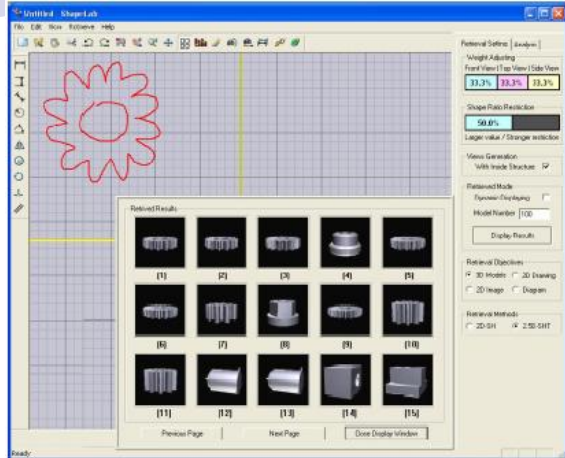 Untitled - ShapeLab
File Edit View Retrieve Help
Retrieval Setting Analysis
Weight Adjusting
Front View | Top View | Side View
33.3% 33.3% 33.3%
Shape Ratio Restriction
50.0%
Larger value / Stronger restriction
Views Generation
With Inside Structure
Retrieved Mode
Dynamic Displaying
Model Number 100
Display Results
Retrieval Objectives
3D Models 2D Drawing
2D Image Diagram
Retrieval Methods
2D-SH 2.5D-SHT
Retrived Results
(1) (2) (3) (4) (5)
(6) (7) (8) (9) (10)
(11) (12) (13) (14) (15)
Previous Page Next Page Close Display Window
Ready